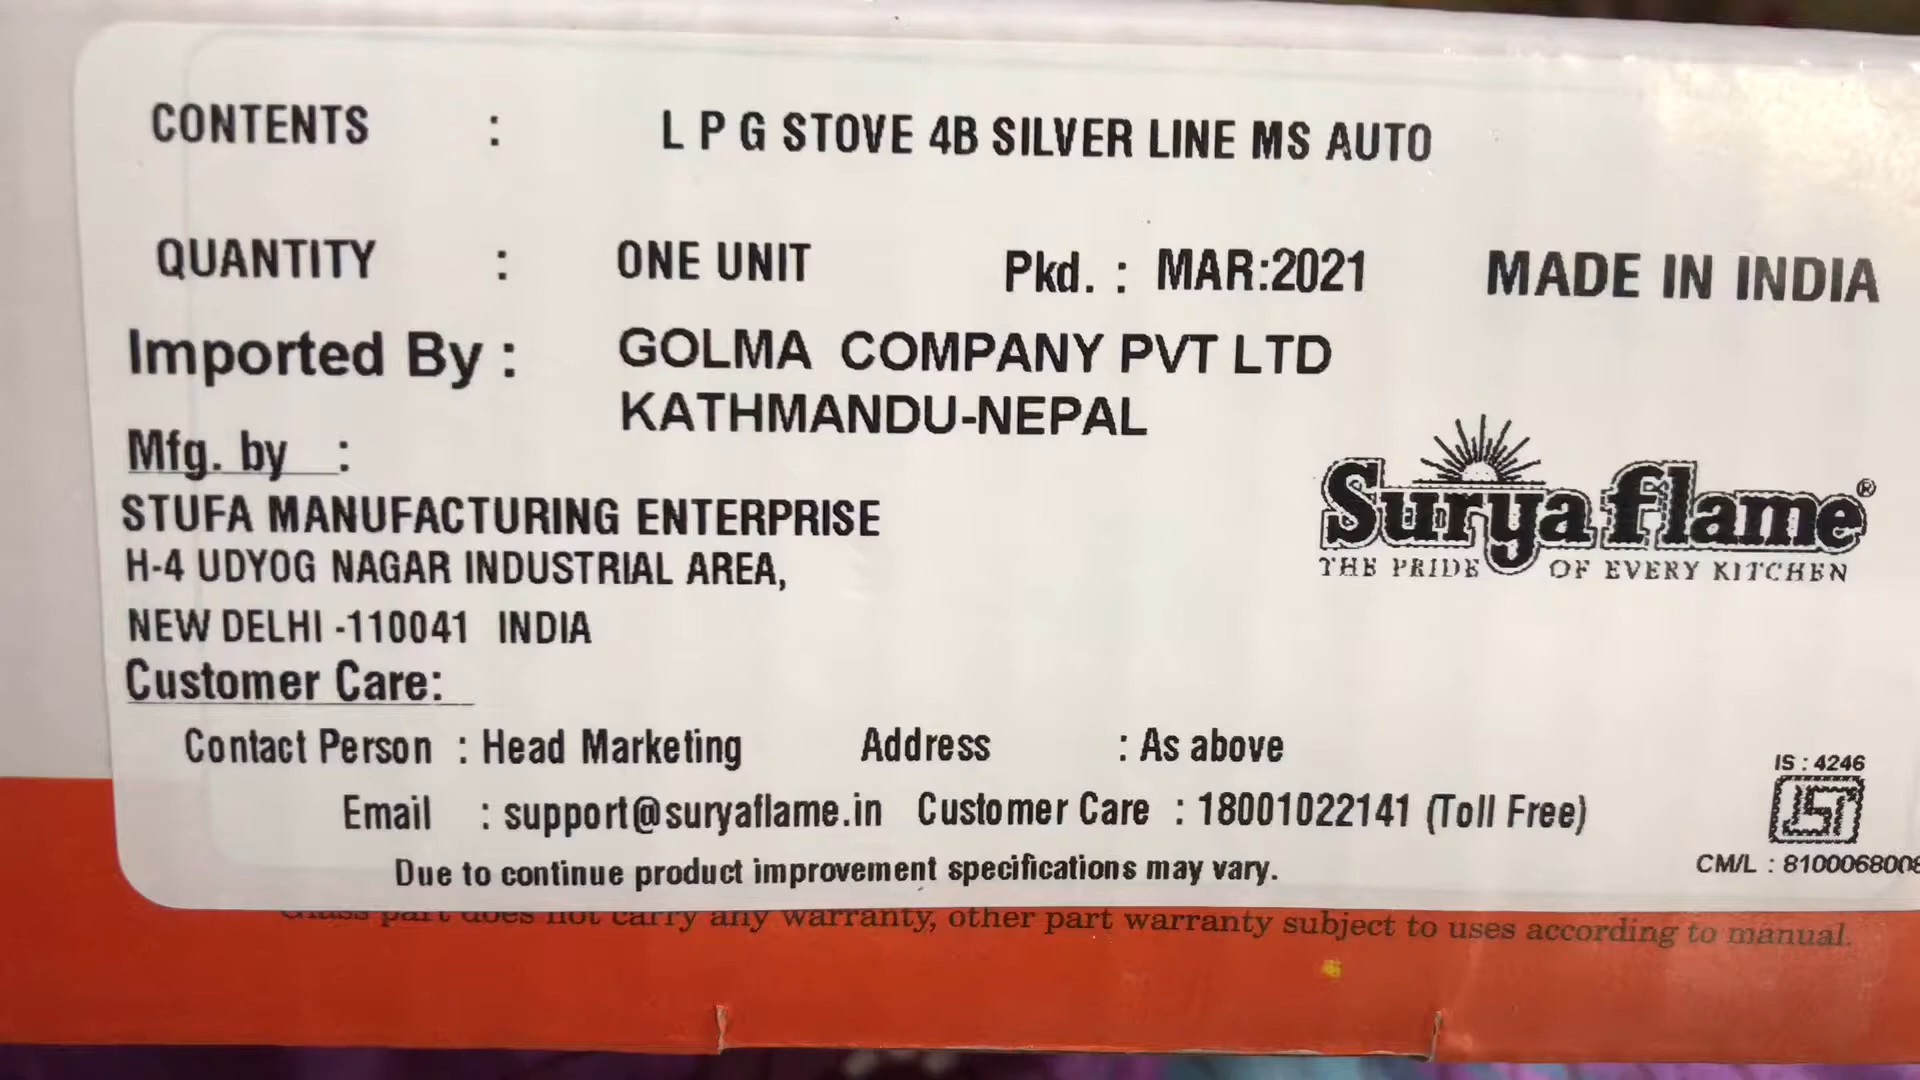 CONTENTS : L P G STOVE 4B SILVER LINE MS AUTO
QUANTITY : ONE UNIT Pkd. : MAR:2021 MADE IN INDIA
Imported By : GOLMA COMPANY PVT LTD
KATHMANDU-NEPAL
Mfg. by :
STUFA MANUFACTURING ENTERPRISE
H-4 UDYOG NAGAR INDUSTRIAL AREA,
NEW DELHI -110041 INDIA
Surya flame®
THE PRIDE OF EVERY KITCHEN
Customer Care:
Contact Person : Head Marketing Address : As above
Email : support@suryaflame.in Customer Care : 18001022141 (Toll Free)
Due to continue product improvement specifications may vary.
IS : 4246
CM/L : 8100068008
Glass part does not carry any warranty, other part warranty subject to uses according to manual.